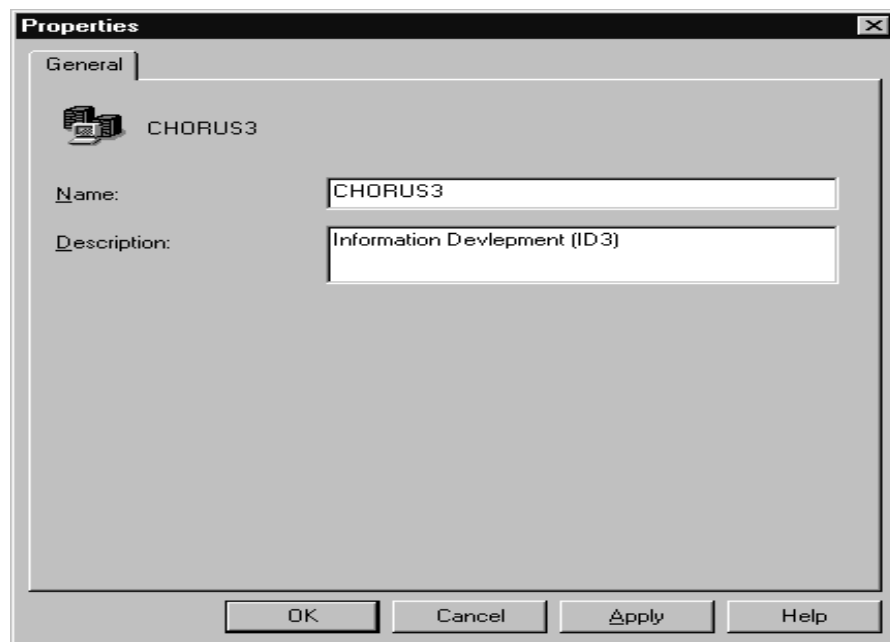 Properties
General
CHORUS3
Name:
CHORUS3
Description:
Information Devlepment (ID3)
OK
Cancel
Apply
Help